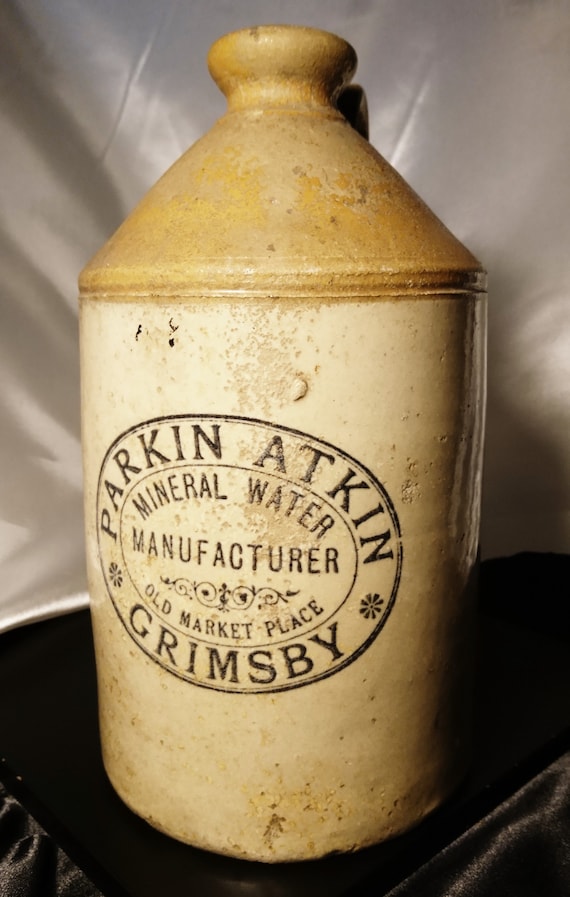 PARKIN ATKIN
MINERAL WATER
MANUFACTURER
OLD MARKET PLACE
GRIMSBY